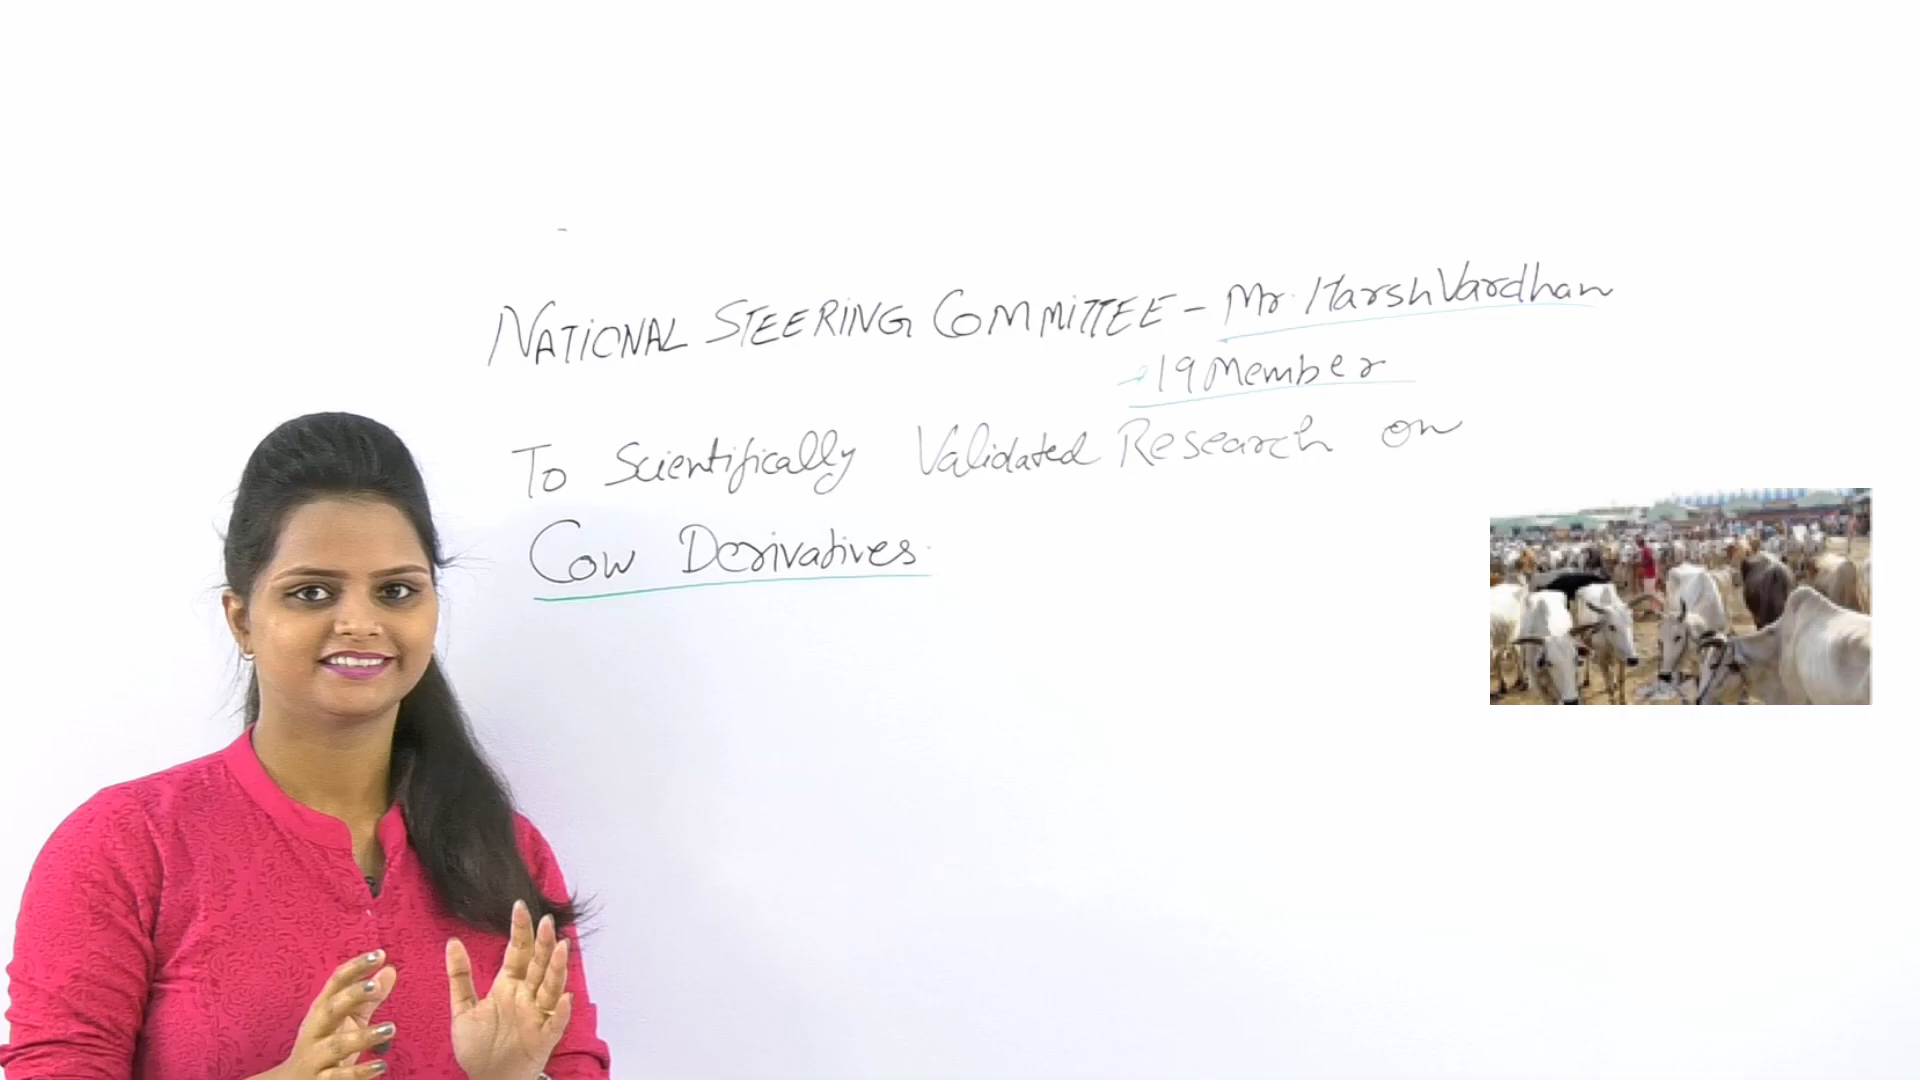 NATIONAL STEERING COMMITTEE - Mr. Harsh Vardhan
→ 19 Member
To Scientifically Validated Research on
Cow Derivatives.